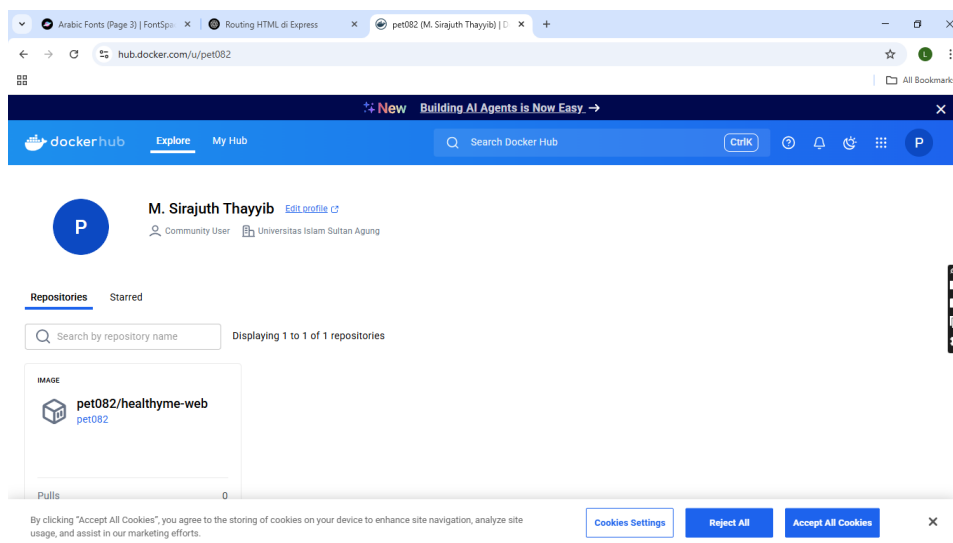 Arabic Fonts (Page 3) | FontSpa
Routing HTML di Express
pet082 (M. Sirajuth Thayyib) | D
hub.docker.com/u/pet082
L
All Bookmark
New Building AI Agents is Now Easy →
dockerhub
Explore
My Hub
Search Docker Hub
CtrlK
P
P
M. Sirajuth Thayyib Edit profile
Community User Universitas Islam Sultan Agung
Repositories Starred
Search by repository name
Displaying 1 to 1 of 1 repositories
IMAGE
pet082/healthyme-web
pet082
Pulls 0
By clicking "Accept All Cookies", you agree to the storing of cookies on your device to enhance site navigation, analyze site
usage, and assist in our marketing efforts.
Cookies Settings
Reject All
Accept All Cookies